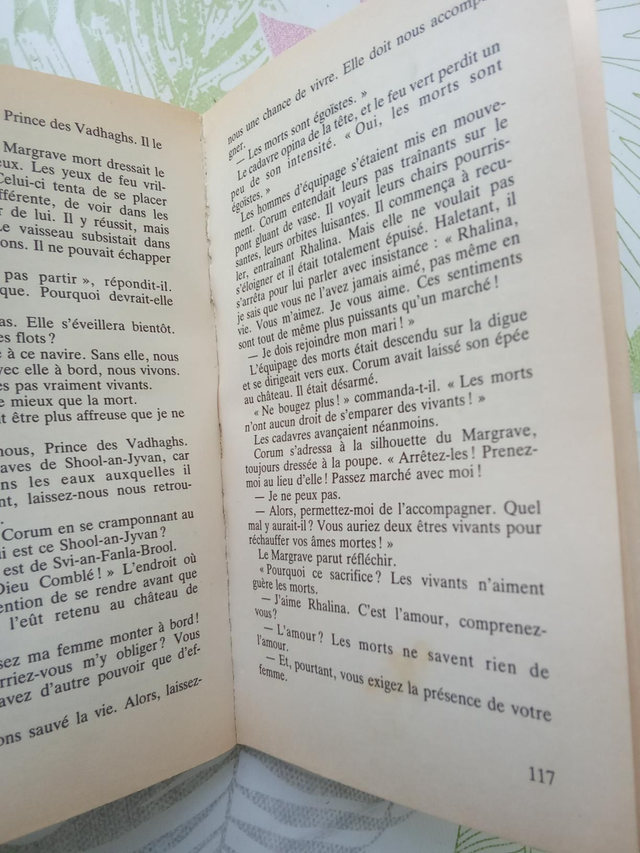 Prince des Vadhaghs. Il le
Margrave mort dressait le
eux. Les yeux de feu vril-
Celui-ci tenta de se placer
fférente, de voir dans les
r de lui. Il y réussit, mais
e vaisseau subsistait dans
ons. Il ne pouvait échapper
pas partir », répondit-il.
que. Pourquoi devrait-elle
as. Elle s'éveillera bientôt.
es flots?
e à ce navire. Sans elle, nous
vec elle à bord, nous vivons.
es pas vraiment vivants.
e mieux que la mort.
t être plus affreuse que je ne
nous, Prince des Vadhaghs.
aves de Shool-an-Jyvan, car
ns les eaux auxquelles il
nt, laissez-nous nous retrou-
Corum en se cramponnant au
ui est ce Shool-an-Jyvan?
est de Svi-an-Fanla-Brool.
Dieu Comblé! » L'endroit où
ention de se rendre avant que
l'eût retenu au château de
sez ma femme monter à bord!
rriez-vous m'y obliger? Vous
avez d'autre pouvoir que d'ef-
ons sauvé la vie. Alors, laissez-
nous une chance de vivre. Elle doit nous accompa-
gner.
— Les morts sont égoïstes. »
Le cadavre opina de la tête, et le feu vert perdit un
peu de son intensité. « Oui, les morts sont
égoïstes. »
Les hommes d'équipage s'étaient mis en mouve-
ment. Corum entendait leurs pas traînants sur le
pont gluant de vase. Il voyait leurs chairs pourris-
santes, leurs orbites luisantes. Il commença à recu-
ler, entraînant Rhalina. Mais elle ne voulait pas
s'éloigner et il était totalement épuisé. Haletant, il
s'arrêta pour lui parler avec insistance : « Rhalina,
je sais que vous ne l'avez jamais aimé, pas même en
vie. Vous m'aimez. Je vous aime. Ces sentiments
sont tout de même plus puissants qu'un marché!
— Je dois rejoindre mon mari! »
L'équipage des morts était descendu sur la digue
et se dirigeait vers eux. Corum avait laissé son épée
au château. Il était désarmé.
« Ne bougez plus! » commanda-t-il. « Les morts
n'ont aucun droit de s'emparer des vivants! »
Les cadavres avançaient néanmoins.
Corum s'adressa à la silhouette du Margrave,
toujours dressée à la poupe. « Arrêtez-les! Prenez-
moi au lieu d'elle! Passez marché avec moi!
— Je ne peux pas.
— Alors, permettez-moi de l'accompagner. Quel
mal y aurait-il? Vous auriez deux êtres vivants pour
réchauffer vos âmes mortes! »
Le Margrave parut réfléchir.
« Pourquoi ce sacrifice? Les vivants n'aiment
guère les morts.
— J'aime Rhalina. C'est l'amour, comprenez-
vous?
— L'amour? Les morts ne savent rien de
l'amour.
— Et, pourtant, vous exigez la présence de votre
femme.
117